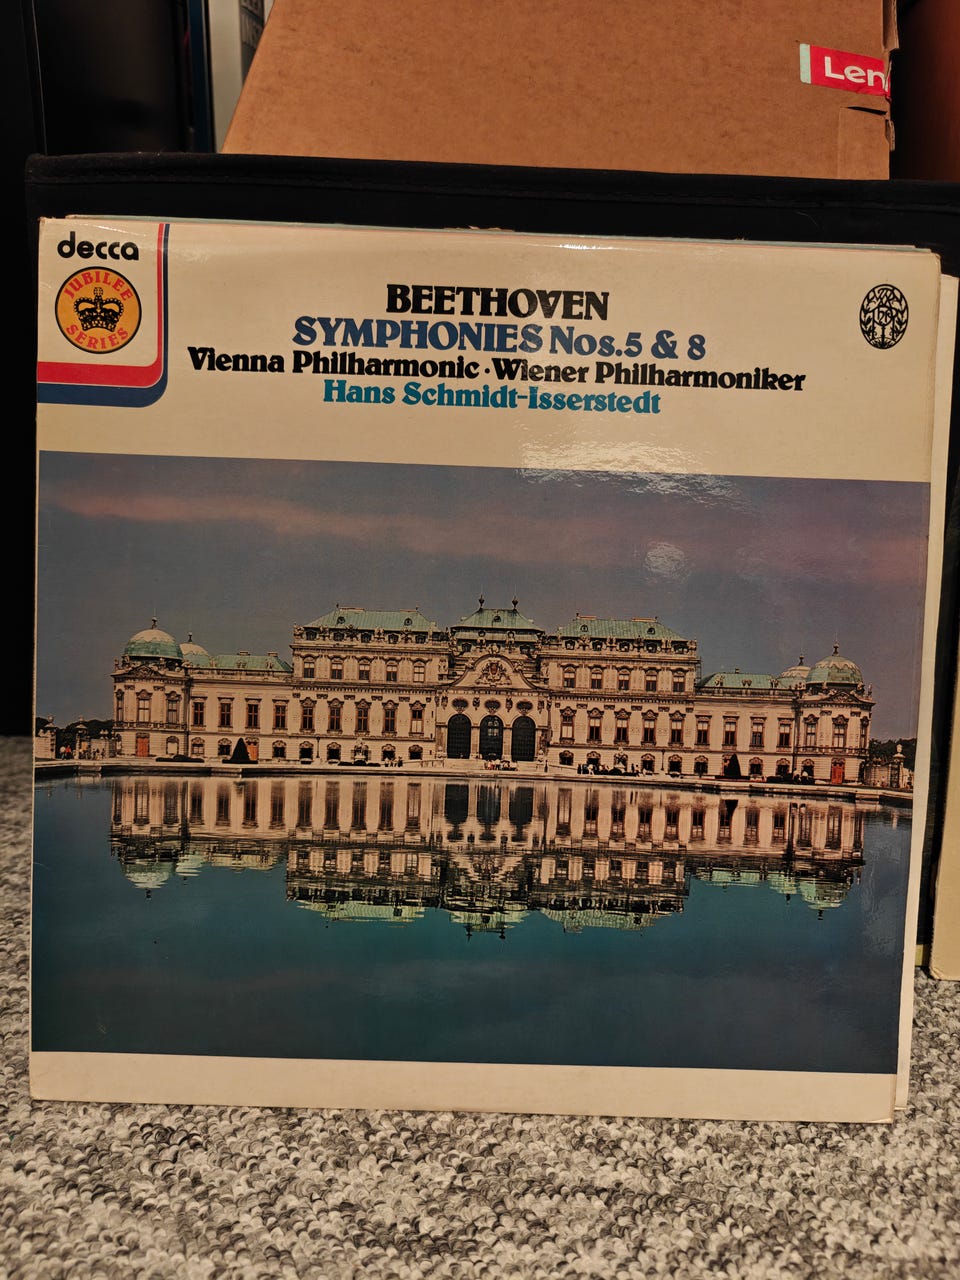 Len
decca
JUBILEE
SERIES
BEETHOVEN
SYMPHONIES Nos.5 & 8
Vienna Philharmonic · Wiener Philharmoniker
Hans Schmidt-Isserstedt